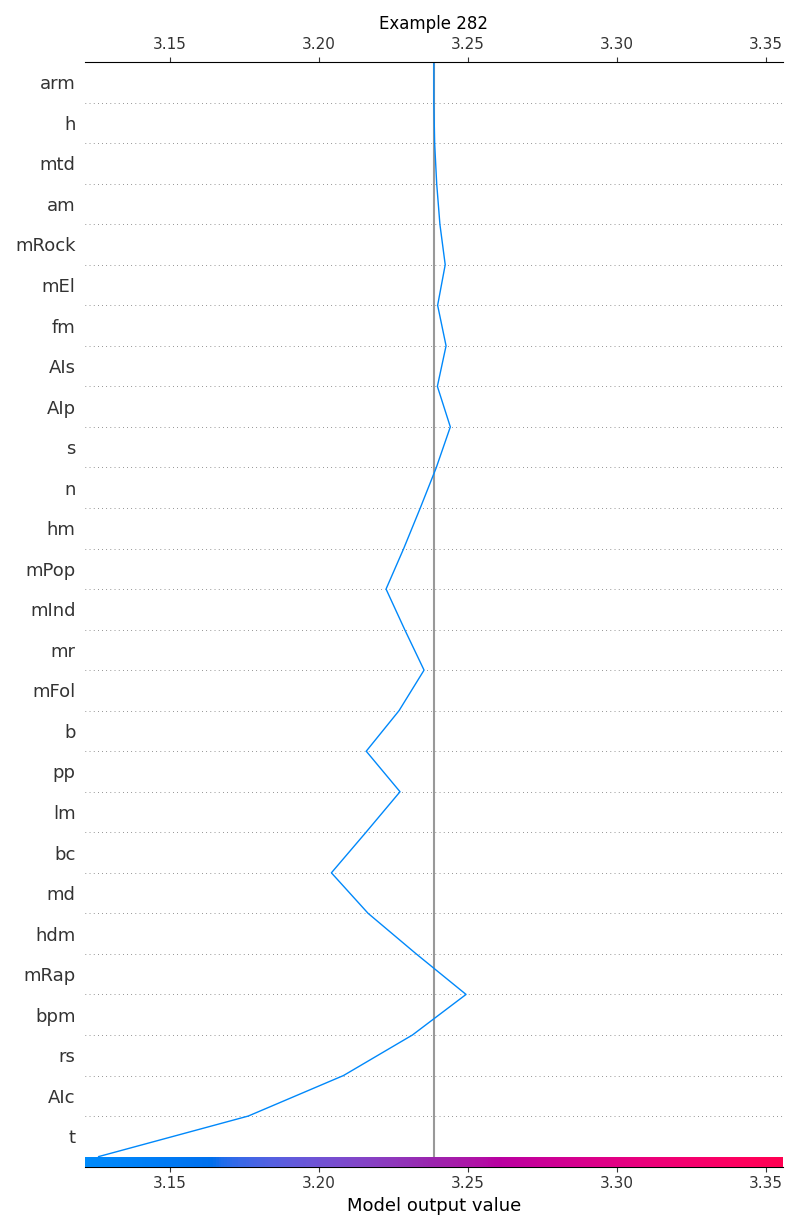 Example 282
3.15 3.20 3.25 3.30 3.35
arm
h
mtd
am
mRock
mEl
fm
AIs
AIp
s
n
hm
mPop
mInd
mr
mFol
b
pp
lm
bc
md
hdm
mRap
bpm
rs
AIc
t
3.15 3.20 3.25 3.30 3.35
Model output value